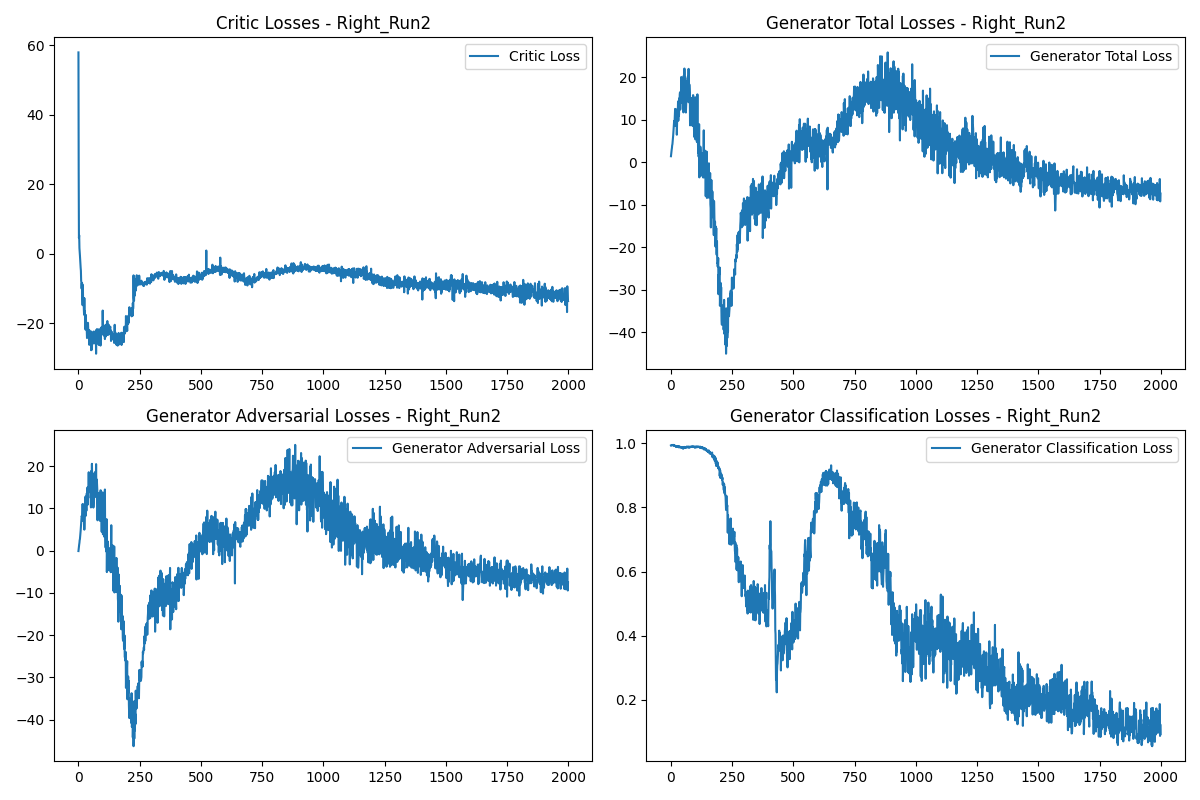 Critic Losses - Right_Run2
Critic Loss
60
40
20
0
−20
0 250 500 750 1000 1250 1500 1750 2000
Generator Total Losses - Right_Run2
Generator Total Loss
20
10
0
−10
−20
−30
−40
0 250 500 750 1000 1250 1500 1750 2000
Generator Adversarial Losses - Right_Run2
Generator Adversarial Loss
20
10
0
−10
−20
−30
−40
0 250 500 750 1000 1250 1500 1750 2000
Generator Classification Losses - Right_Run2
Generator Classification Loss
1.0
0.8
0.6
0.4
0.2
0 250 500 750 1000 1250 1500 1750 2000